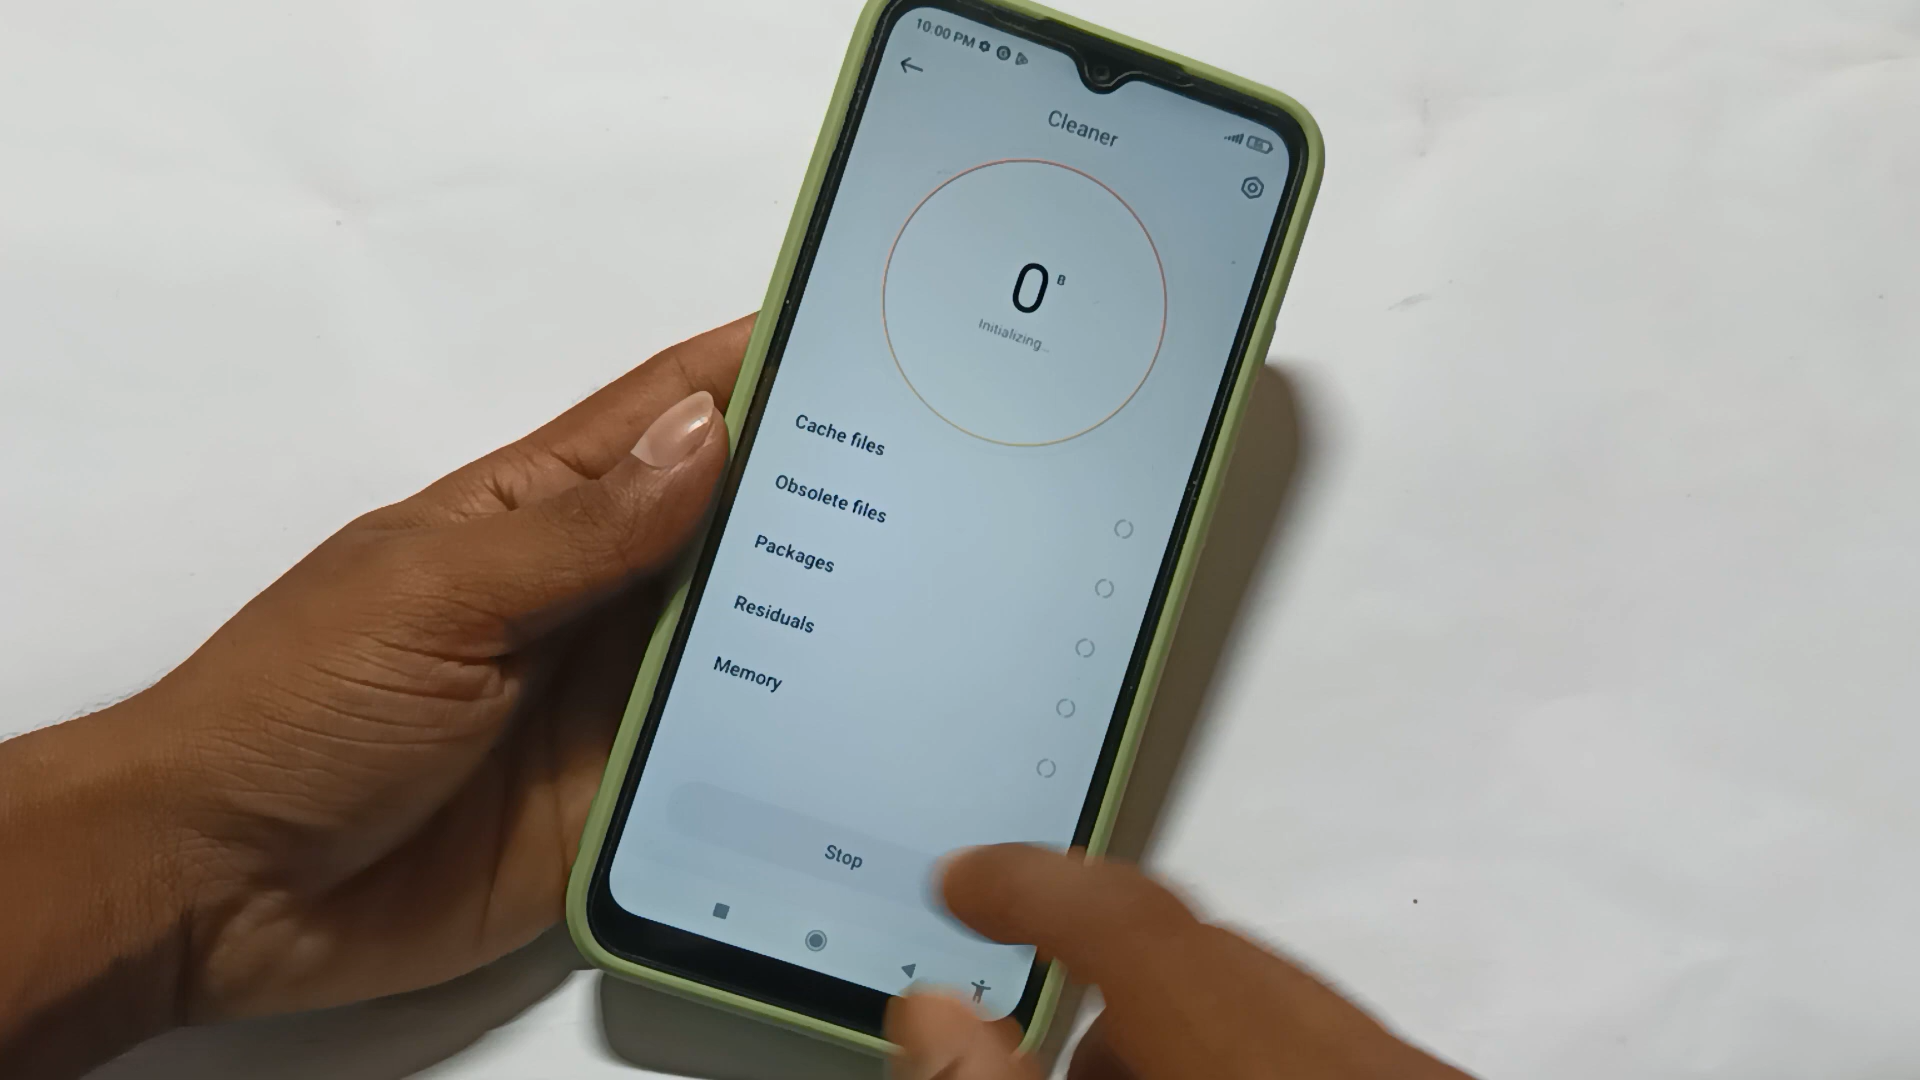 10:00 PM
Cleaner
0 B
Initializing...
Cache files
Obsolete files
Packages
Residuals
Memory
Stop